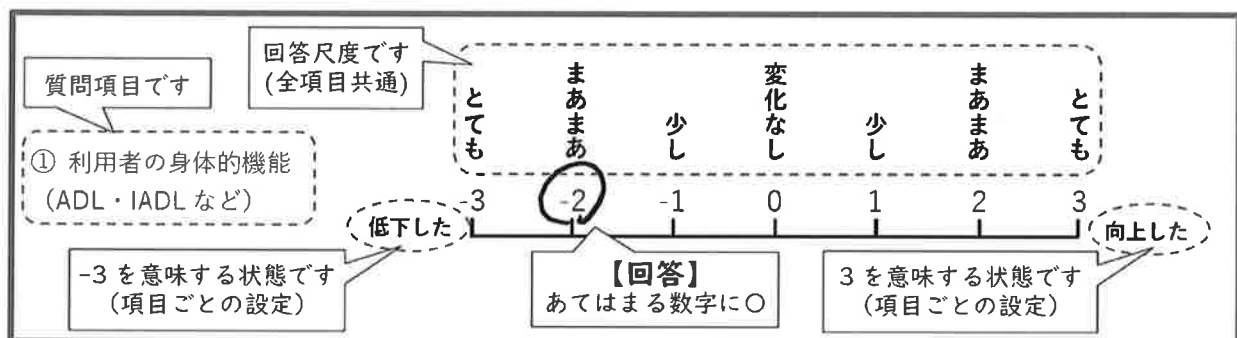 質問項目です
回答尺度です
(全項目共通)
とても
まあまあ
少し
変化なし
少し
まあまあ
とても
① 利用者の身体的機能
(ADL・IADL など)
-3 -2 -1 0 1 2 3
低下した
向上した
-3 を意味する状態です
(項目ごとの設定)
【回答】
あてはまる数字に○
3 を意味する状態です
(項目ごとの設定)